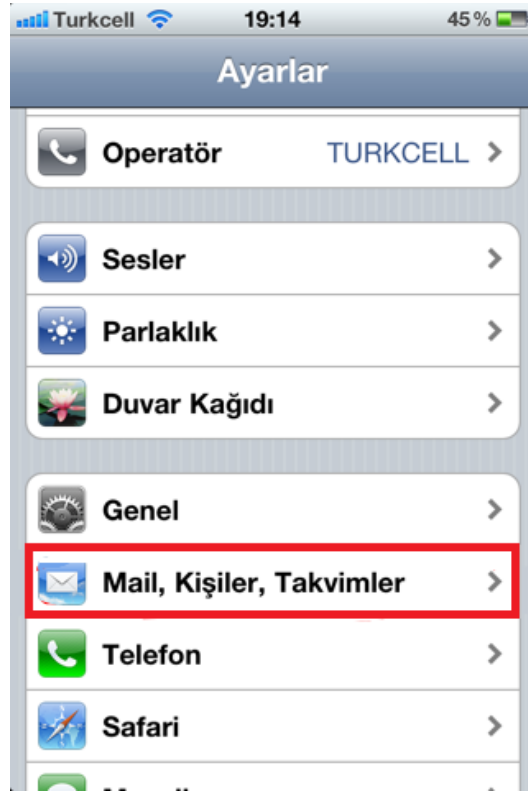 Turkcell 19:14 45 %
Ayarlar
Operatör TURKCELL
Sesler
Parlaklık
Duvar Kağıdı
Genel
Mail, Kişiler, Takvimler
Telefon
Safari